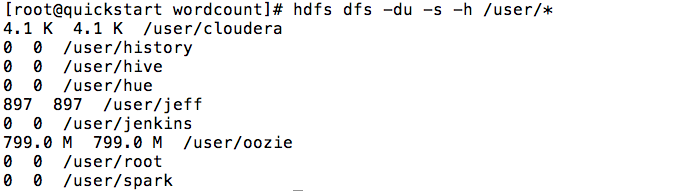 [root@quickstart wordcount]# hdfs dfs -du -s -h /user/*
4.1 K  4.1 K  /user/cloudera
0  0  /user/history
0  0  /user/hive
0  0  /user/hue
897  897  /user/jeff
0  0  /user/jenkins
799.0 M  799.0 M  /user/oozie
0  0  /user/root
0  0  /user/spark